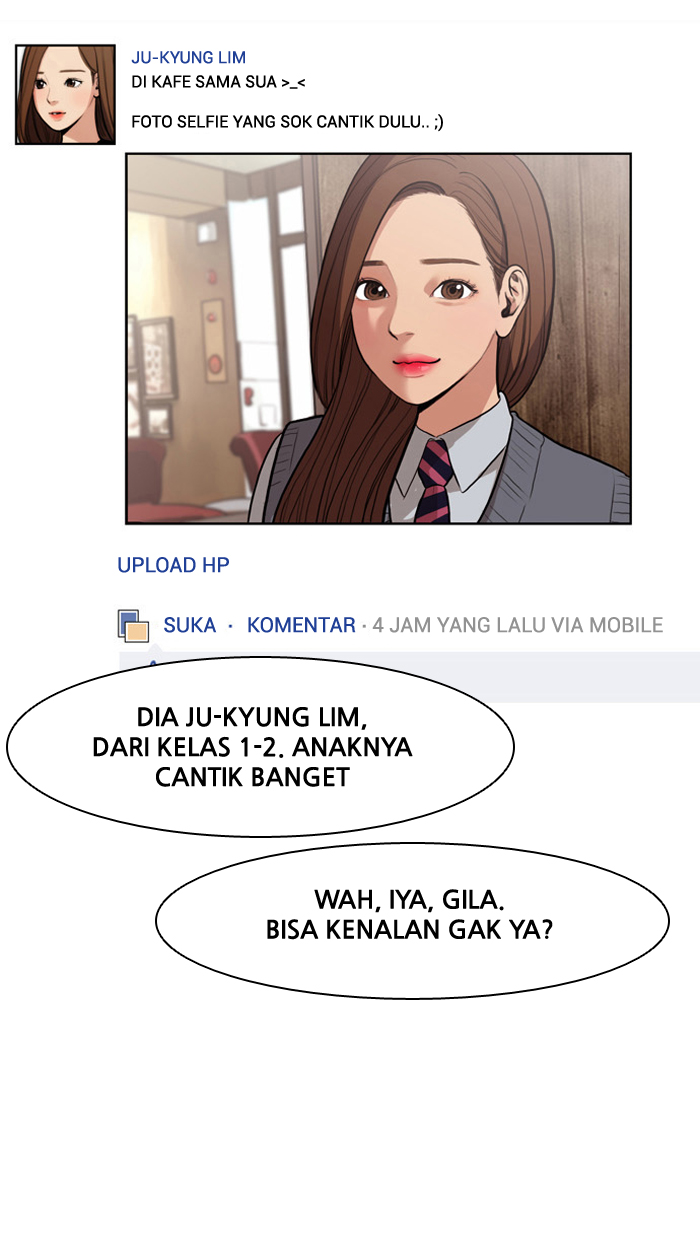 JU-KYUNG LIM
DI KAFE SAMA SUA >_<
FOTO SELFIE YANG SOK CANTIK DULU.. ;)
UPLOAD HP
SUKA · KOMENTAR · 4 JAM YANG LALU VIA MOBILE
DIA JU-KYUNG LIM,
DARI KELAS 1-2. ANAKNYA
CANTIK BANGET
WAH, IYA, GILA.
BISA KENALAN GAK YA?